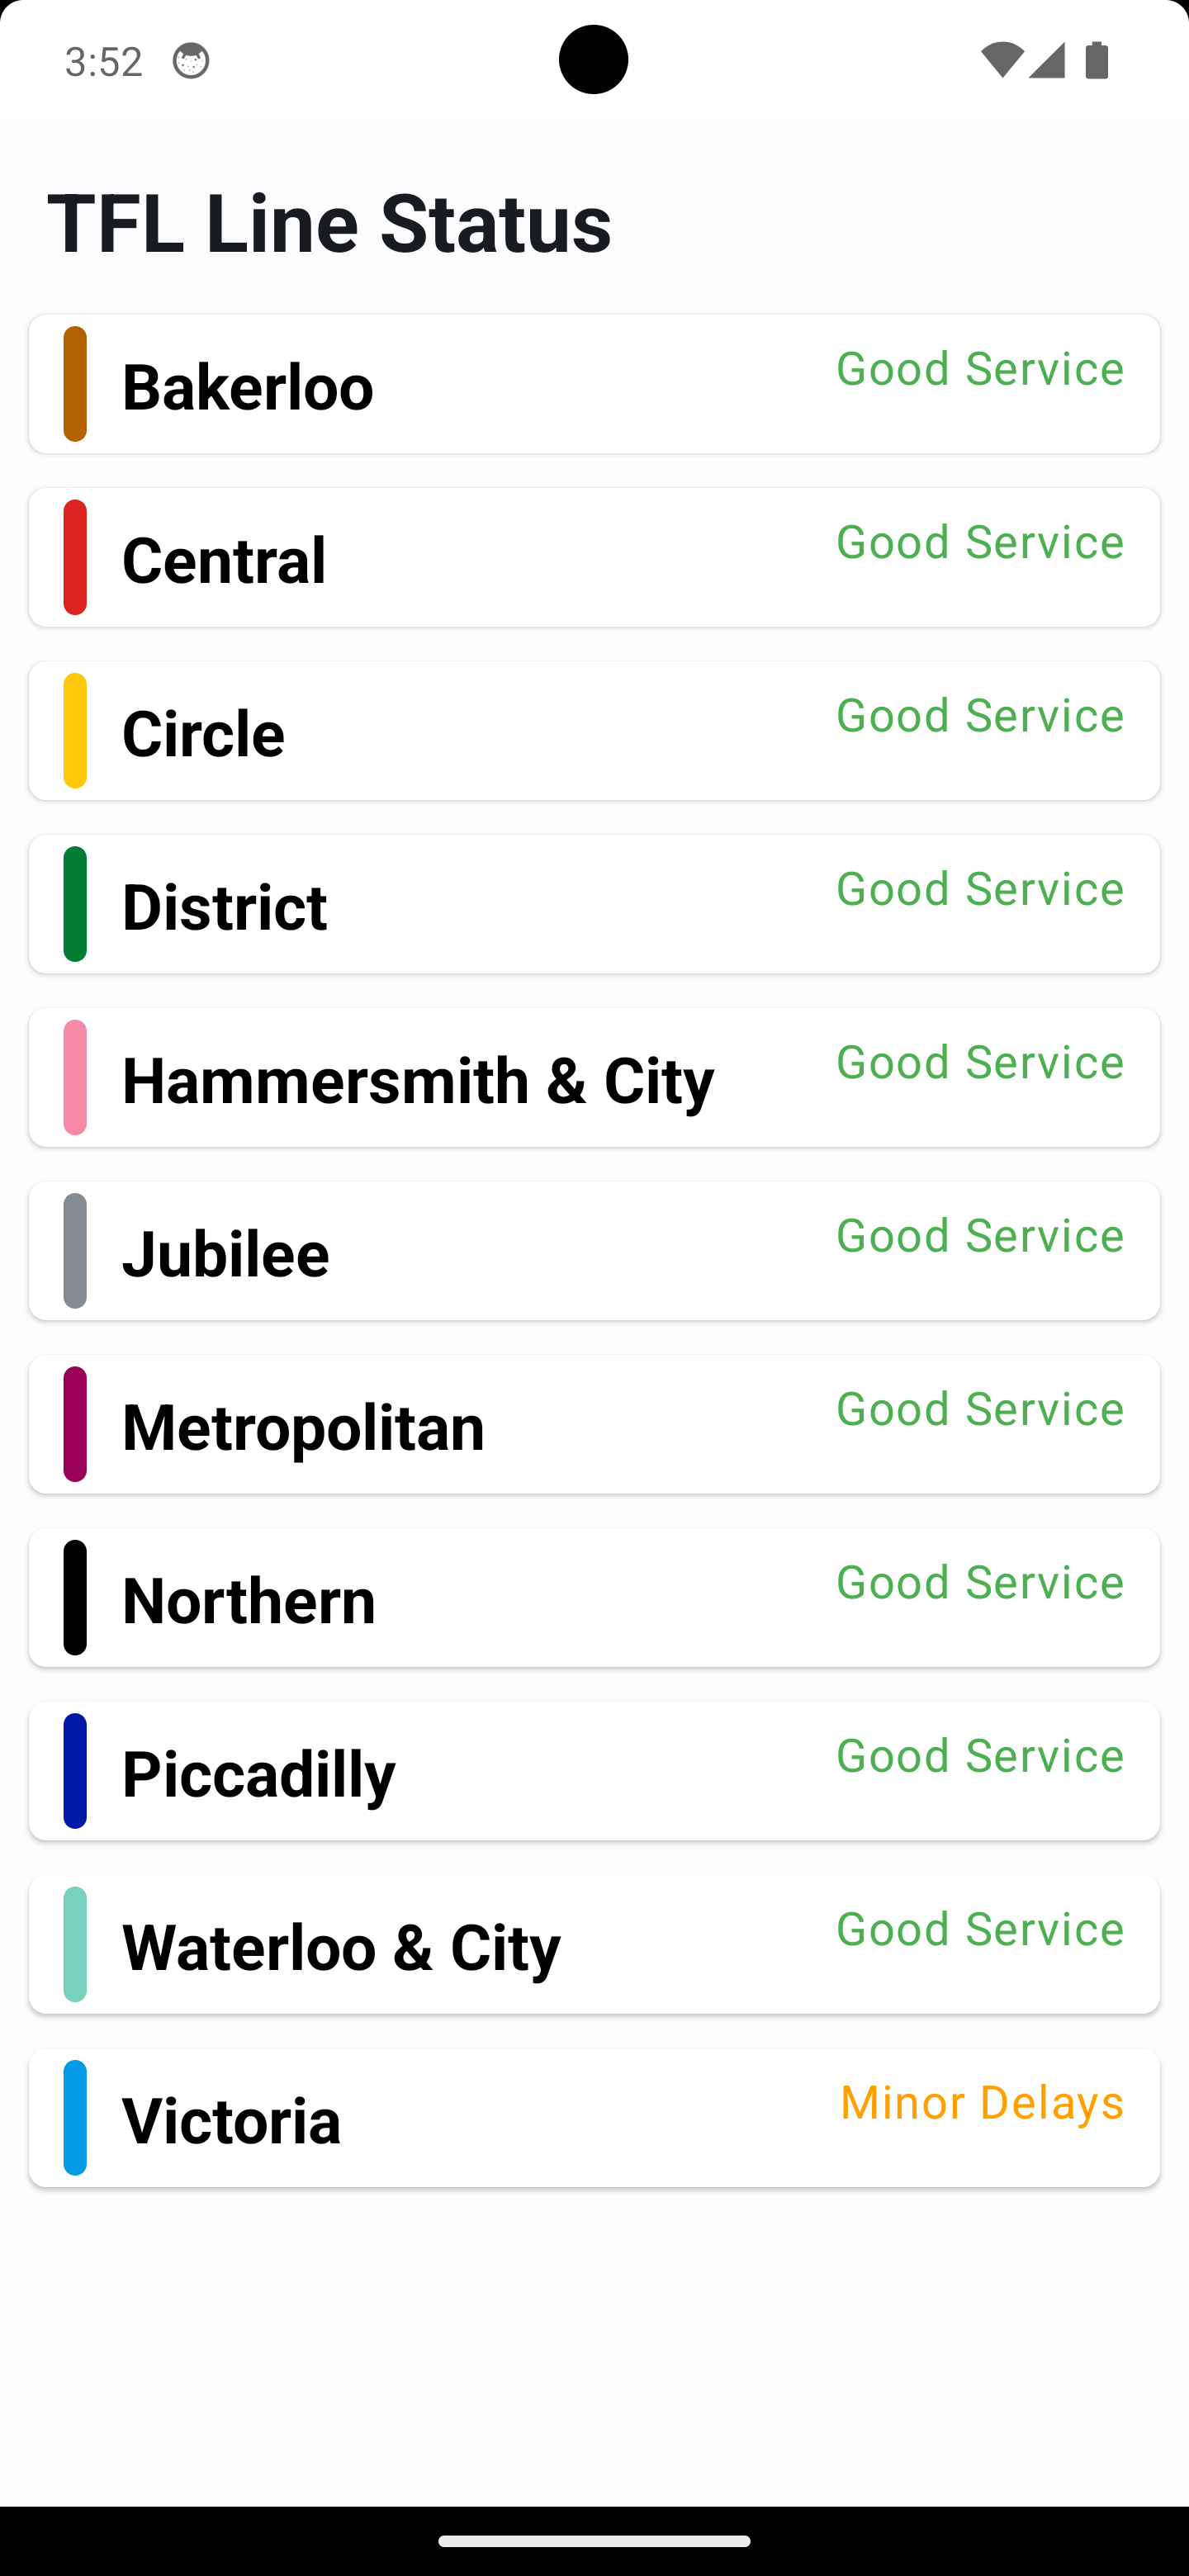 3:52
TFL Line Status
Bakerloo Good Service
Central Good Service
Circle Good Service
District Good Service
Hammersmith & City Good Service
Jubilee Good Service
Metropolitan Good Service
Northern Good Service
Piccadilly Good Service
Waterloo & City Good Service
Victoria Minor Delays